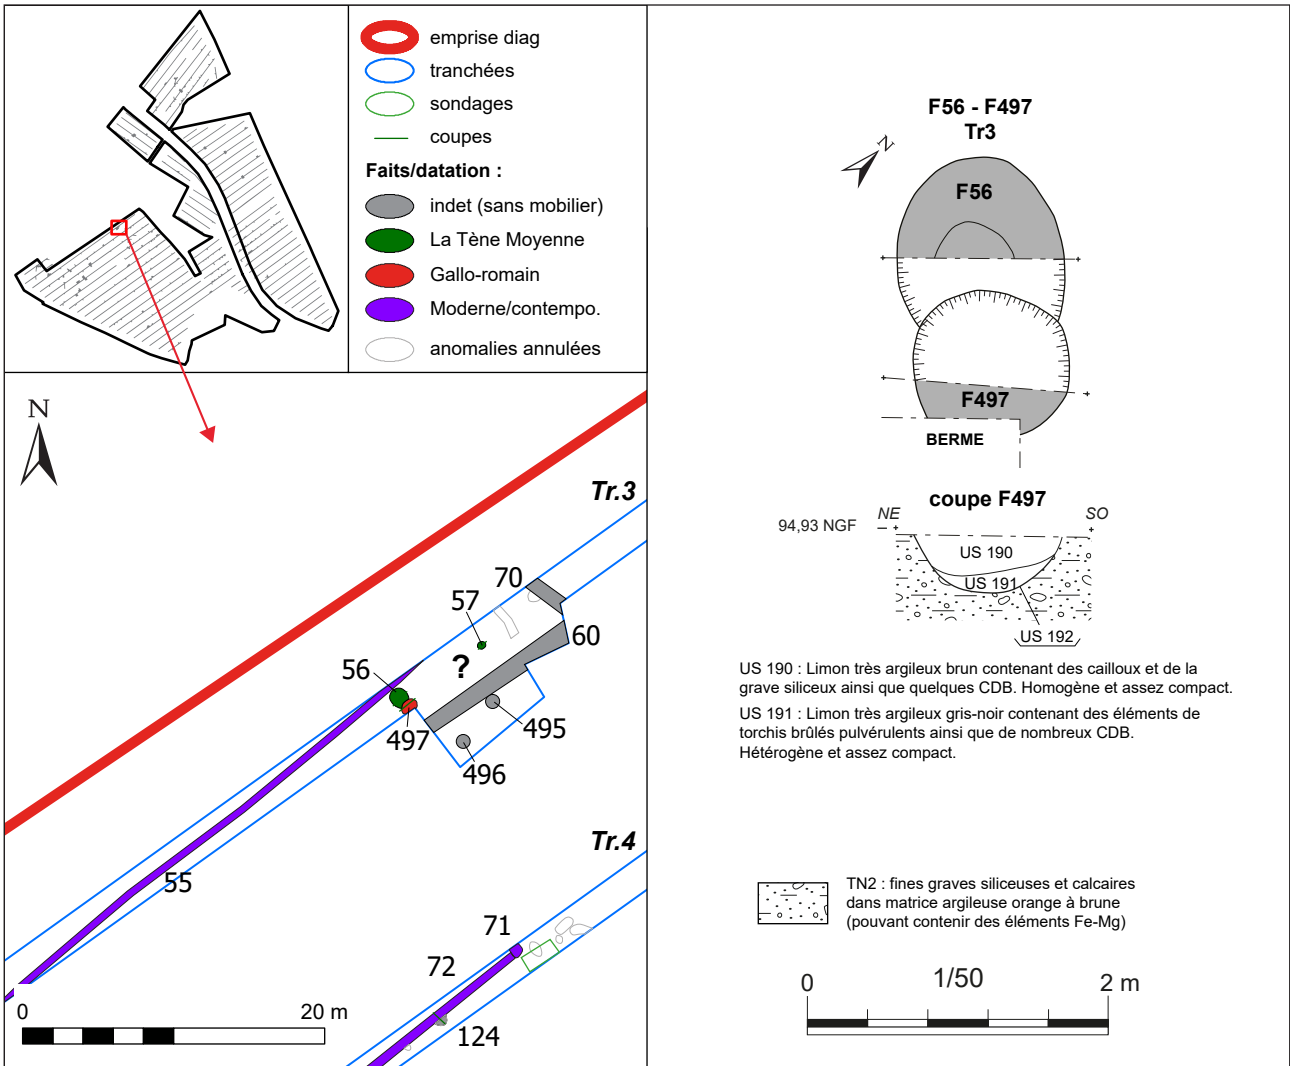 emprise diag
tranchées
sondages
coupes
Faits/datation :
indet (sans mobilier)
La Tène Moyenne
Gallo-romain
Moderne/contempo.
anomalies annulées
N
Tr.3
70
57
60
?
56
497
495
496
Tr.4
55
71
72
124
0
20 m
F56 - F497
Tr3
N
F56
F497
BERME
coupe F497
NE
SO
94,93 NGF
US 190
US 191
US 192
US 190 : Limon très argileux brun contenant des cailloux et de la
grave siliceux ainsi que quelques CDB. Homogène et assez compact.
US 191 : Limon très argileux gris-noir contenant des éléments de
torchis brûlés pulvérulents ainsi que de nombreux CDB.
Hétérogène et assez compact.
TN2 : fines graves siliceuses et calcaires
dans matrice argileuse orange à brune
(pouvant contenir des éléments Fe-Mg)
0
1/50
2 m